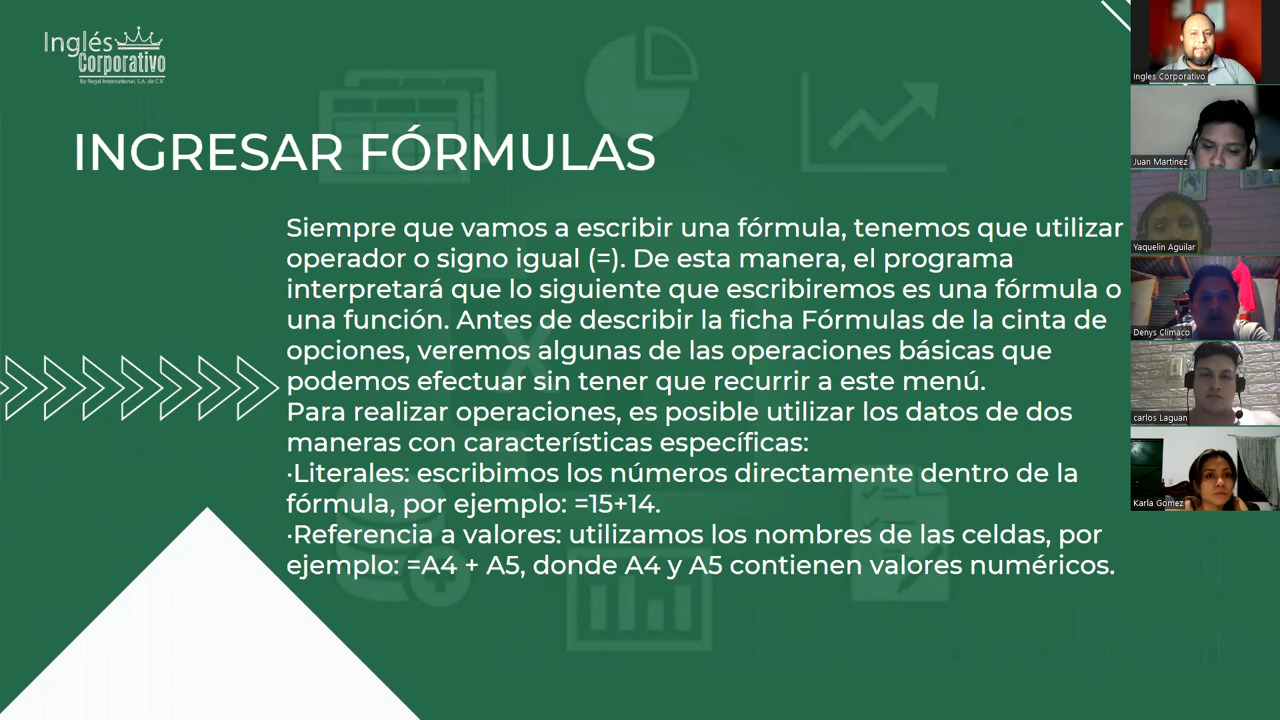 Inglés
Corporativo
By Regal International, S.A. de C.V
INGRESAR FÓRMULAS
Siempre que vamos a escribir una fórmula, tenemos que utilizar
operador o signo igual (=). De esta manera, el programa
interpretará que lo siguiente que escribiremos es una fórmula o
una función. Antes de describir la ficha Fórmulas de la cinta de
opciones, veremos algunas de las operaciones básicas que
podemos efectuar sin tener que recurrir a este menú.
Para realizar operaciones, es posible utilizar los datos de dos
maneras con características específicas:
·Literales: escribimos los números directamente dentro de la
fórmula, por ejemplo: =15+14.
·Referencia a valores: utilizamos los nombres de las celdas, por
ejemplo: =A4 + A5, donde A4 y A5 contienen valores numéricos.
Ingles Corporativo
Juan Martinez
Yaquelin Aguilar
Denys Climaco
carlos Laguan
Karla Gomez